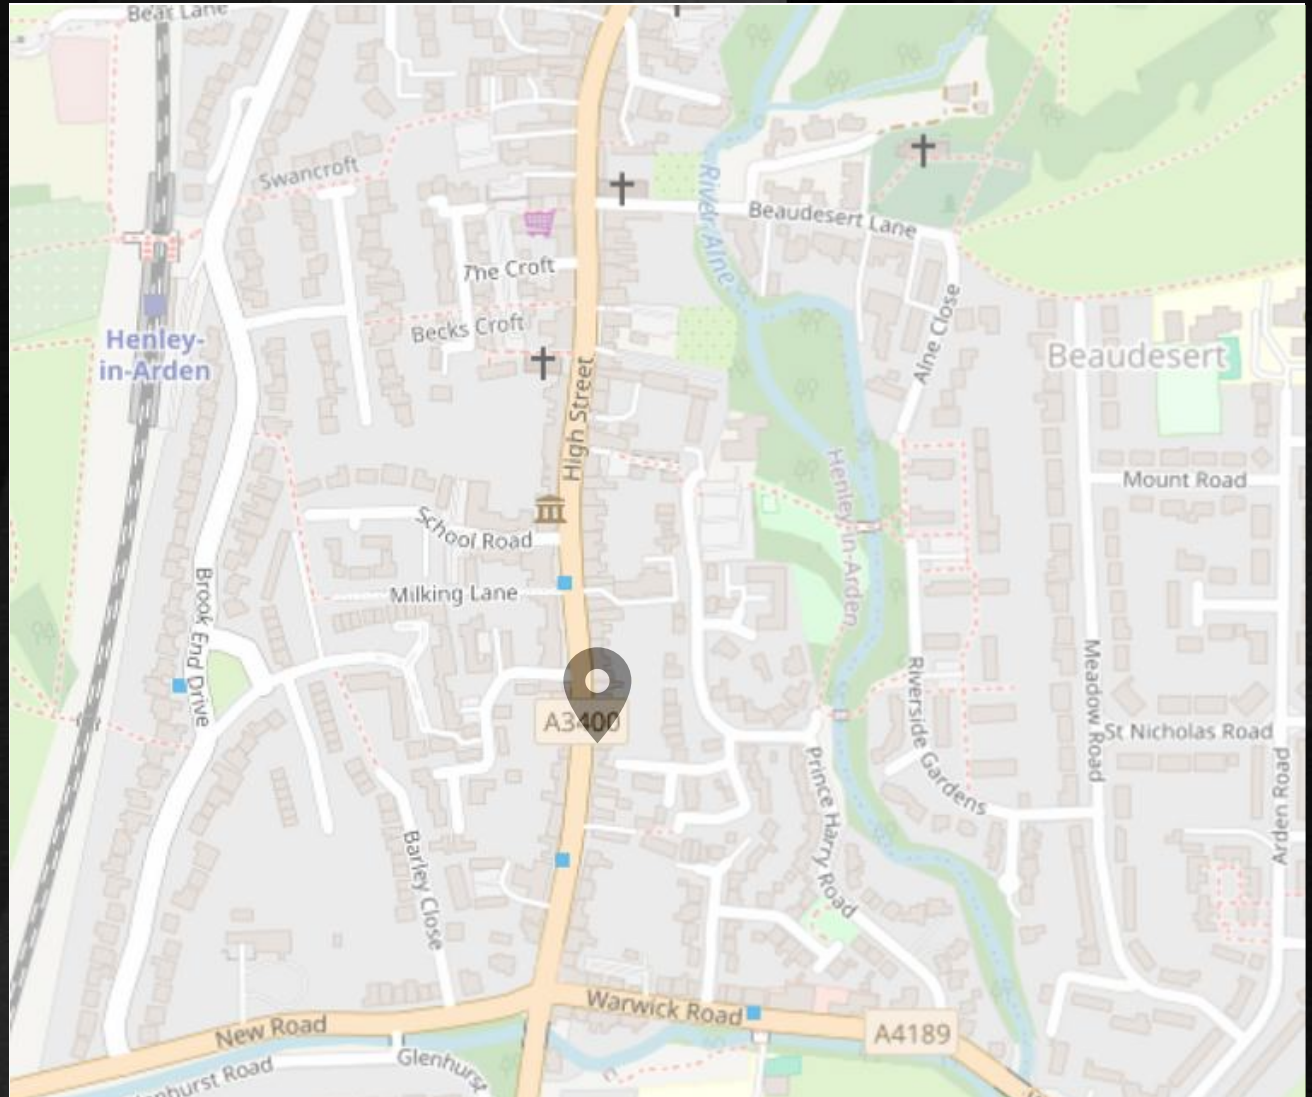 Bear Lane
Swancroft
River Alne
Beaudesert Lane
The Croft
Becks Croft
Henley-
in-Arden
Alne Close
Beaudesert
High Street
Mount Road
School Road
Henley-in-Arden
Milking Lane
Brook End Drive
Riverside Gardens
Meadow Road
A3400
St Nicholas Road
Prince Harry Road
Arden Road
Barley Close
New Road
Warwick Road
A4189
Glenhurst
enhurst Road